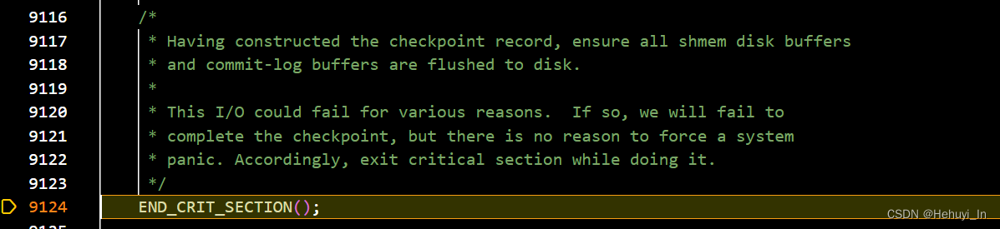 9116 /*
9117 * Having constructed the checkpoint record, ensure all shmem disk buffers
9118 * and commit-log buffers are flushed to disk.
9119 *
9120 * This I/O could fail for various reasons.  If so, we will fail to
9121 * complete the checkpoint, but there is no reason to force a system
9122 * panic. Accordingly, exit critical section while doing it.
9123 */
9124 END_CRIT_SECTION();
CSDN @Hehuyi_In